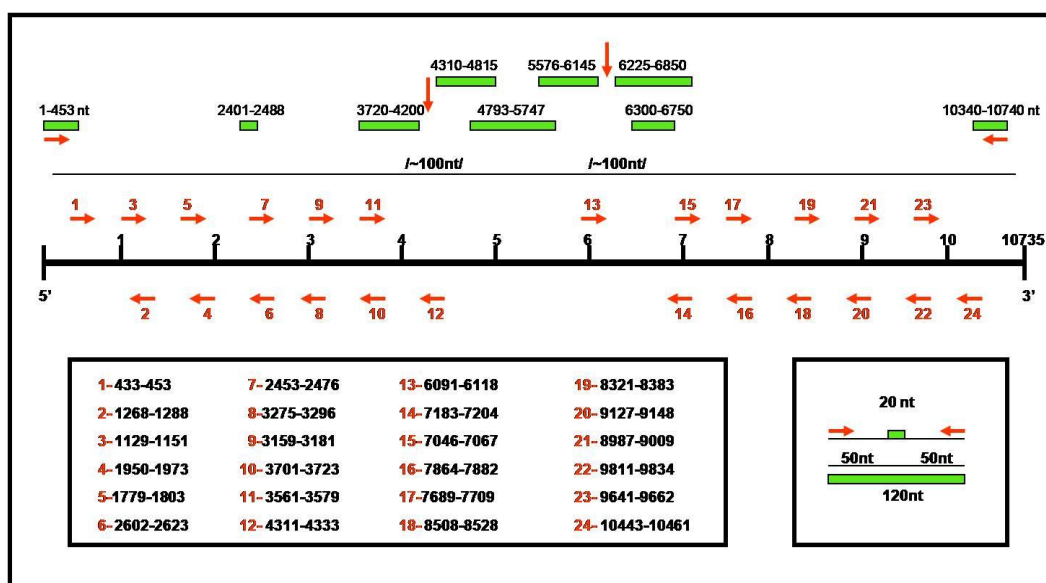 4310-4815 5576-6145 6225-6850
1-453 nt 2401-2488 3720-4200 4793-5747 6300-6750 10340-10740 nt
/~100nt/ /~100nt/
1 3 5 7 9 11 13 15 17 19 21 23
1 2 3 4 5 6 7 8 9 10 10735
5' 3'
2 4 6 8 10 12 14 16 18 20 22 24
1- 433-453 7- 2453-2476 13- 6091-6118 19- 8321-8383
2- 1268-1288 8- 3275-3296 14- 7183-7204 20- 9127-9148
3- 1129-1151 9- 3159-3181 15- 7046-7067 21- 8987-9009
4- 1950-1973 10- 3701-3723 16- 7864-7882 22- 9811-9834
5- 1779-1803 11- 3561-3579 17- 7689-7709 23- 9641-9662
6- 2602-2623 12- 4311-4333 18- 8508-8528 24- 10443-10461
20 nt
50nt 50nt
120nt